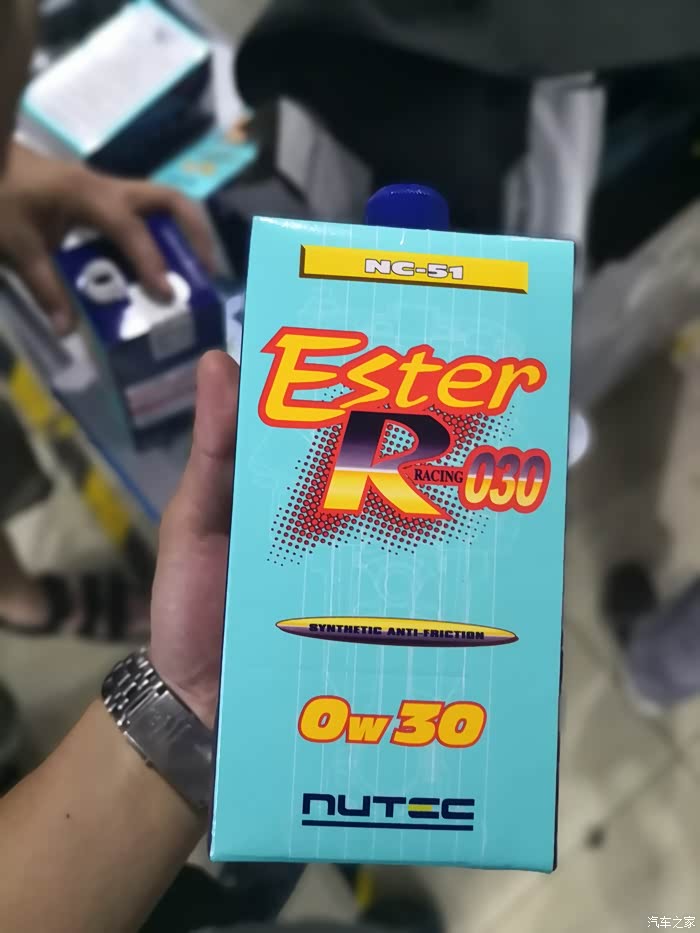 NC-51
Ester
R RACING 030
SYNTHETIC ANTI-FRICTION
0W30
NUTEC
汽车之家